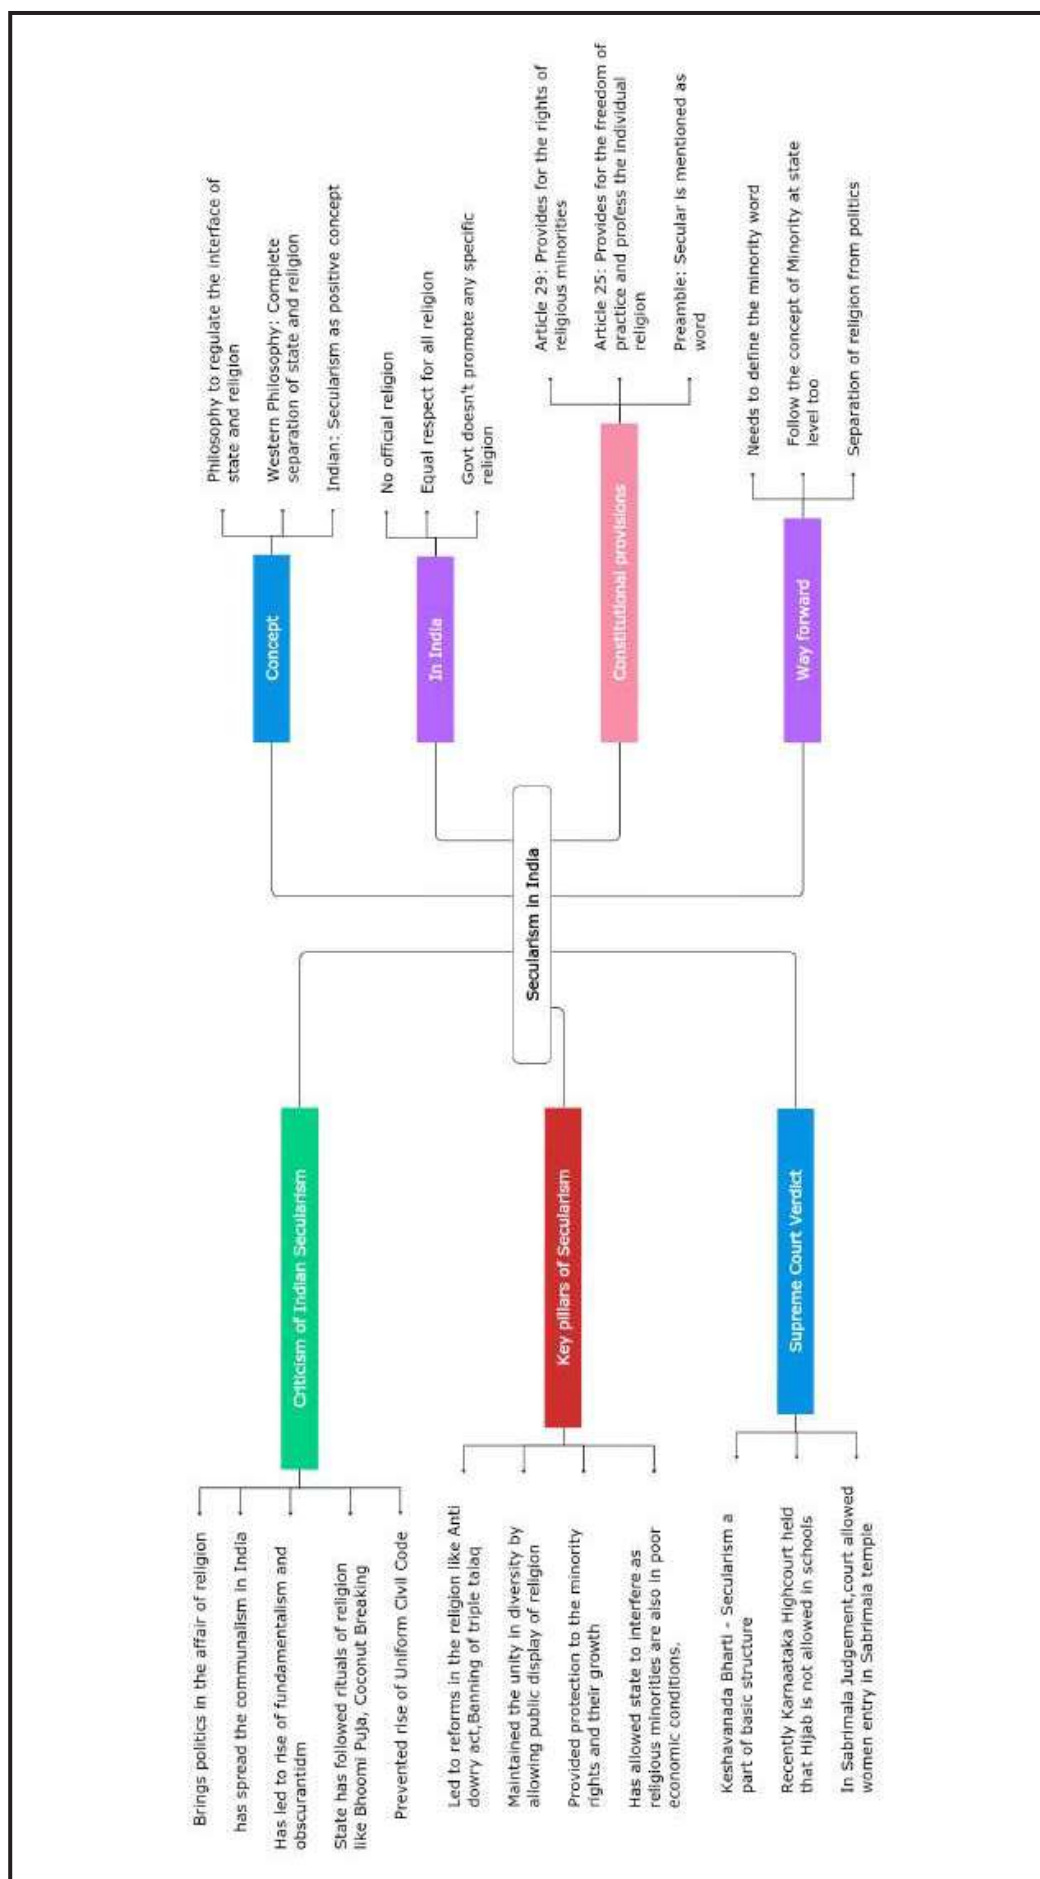 Secularism in India
Concept
Philosophy to regulate the interface of
state and religion
Western Philosophy: Complete
separation of state and religion
Indian: Secularism as positive concept
In India
No official religion
Equal respect for all religion
Govt doesn't promote any specific
religion
Constitutional provisions
Article 29: Provides for the rights of
religious minorities
Article 25: Provides for the freedom of
practice and profess the individual
religion
Preamble: Secular is mentioned as
word
Way forward
Needs to define the minority word
Follow the concept of Minority at state
level too
Separation of religion from politics
Criticism of Indian Secularism
Brings politics in the affair of religion
has spread the communalism in India
Has led to rise of fundamentalism and
obscurantidm
State has followed rituals of religion
like Bhoomi Puja, Coconut Breaking
Prevented rise of Uniform Civil Code
Key pillars of Secularism
Led to reforms in the religion like Anti
dowry act,Banning of triple talaq
Maintained the unity in diversity by
allowing public display of religion
Provided protection to the minority
rights and their growth
Has allowed state to interfere as
religious minorities are also in poor
economic conditions.
Supreme Court Verdict
Keshavanada Bharti - Secularism a
part of basic structure
Recently Karnaataka Highcourt held
that Hijab is not allowed in schools
In Sabrimala Judgement,court allowed
women entry in Sabrimala temple